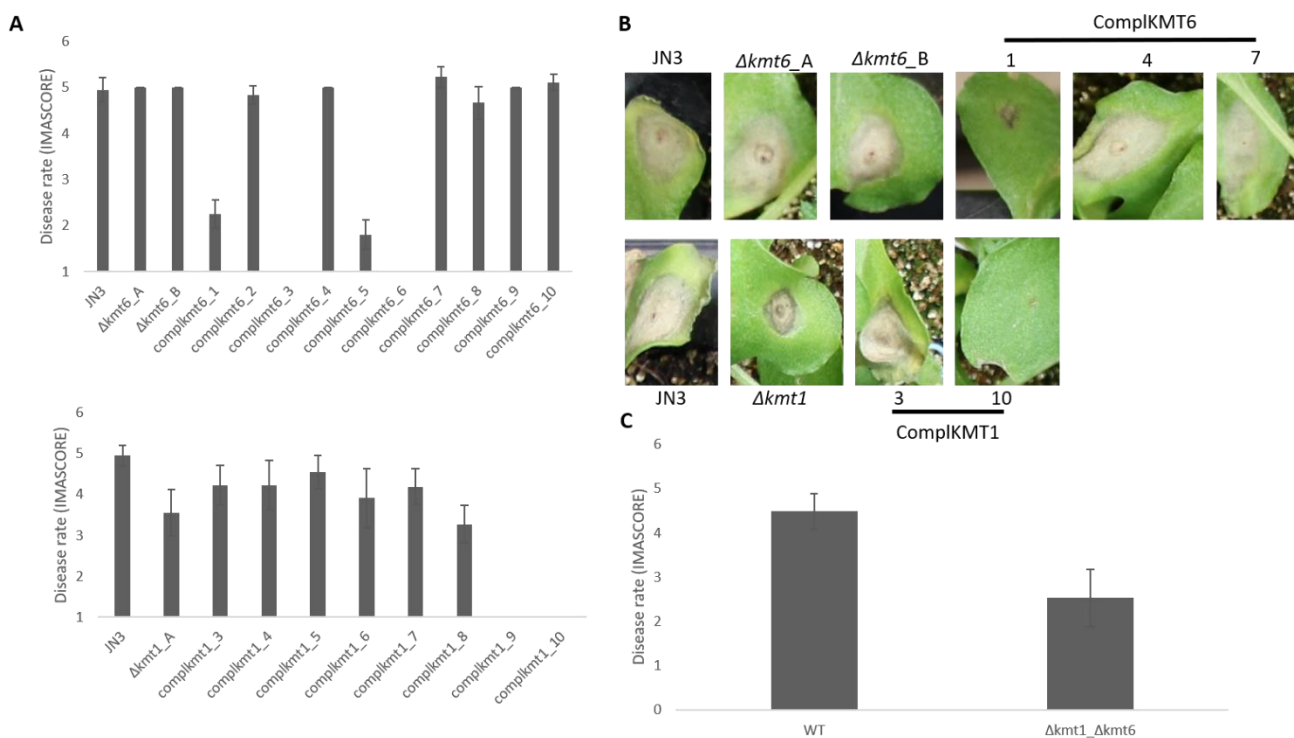 A
6
5
4
3
2
1
Disease rate (IMASCORE)
JN3
Δkmt6_A
Δkmt6_B
complkmt6_1
complkmt6_2
complkmt6_3
complkmt6_4
complkmt6_5
complkmt6_6
complkmt6_7
complkmt6_8
complkmt6_9
complkmt6_10
6
5
4
3
2
1
Disease rate (IMASCORE)
JN3
Δkmt1_A
complkmt1_3
complkmt1_4
complkmt1_5
complkmt1_6
complkmt1_7
complkmt1_8
complkmt1_9
complkmt1_10
B
ComplKMT6
JN3 Δkmt6_A Δkmt6_B 1 4 7
JN3 Δkmt1 3 10
ComplKMT1
C
6
5
4
3
2
1
0
Disease rate (IMASCORE)
WT Δkmt1_Δkmt6